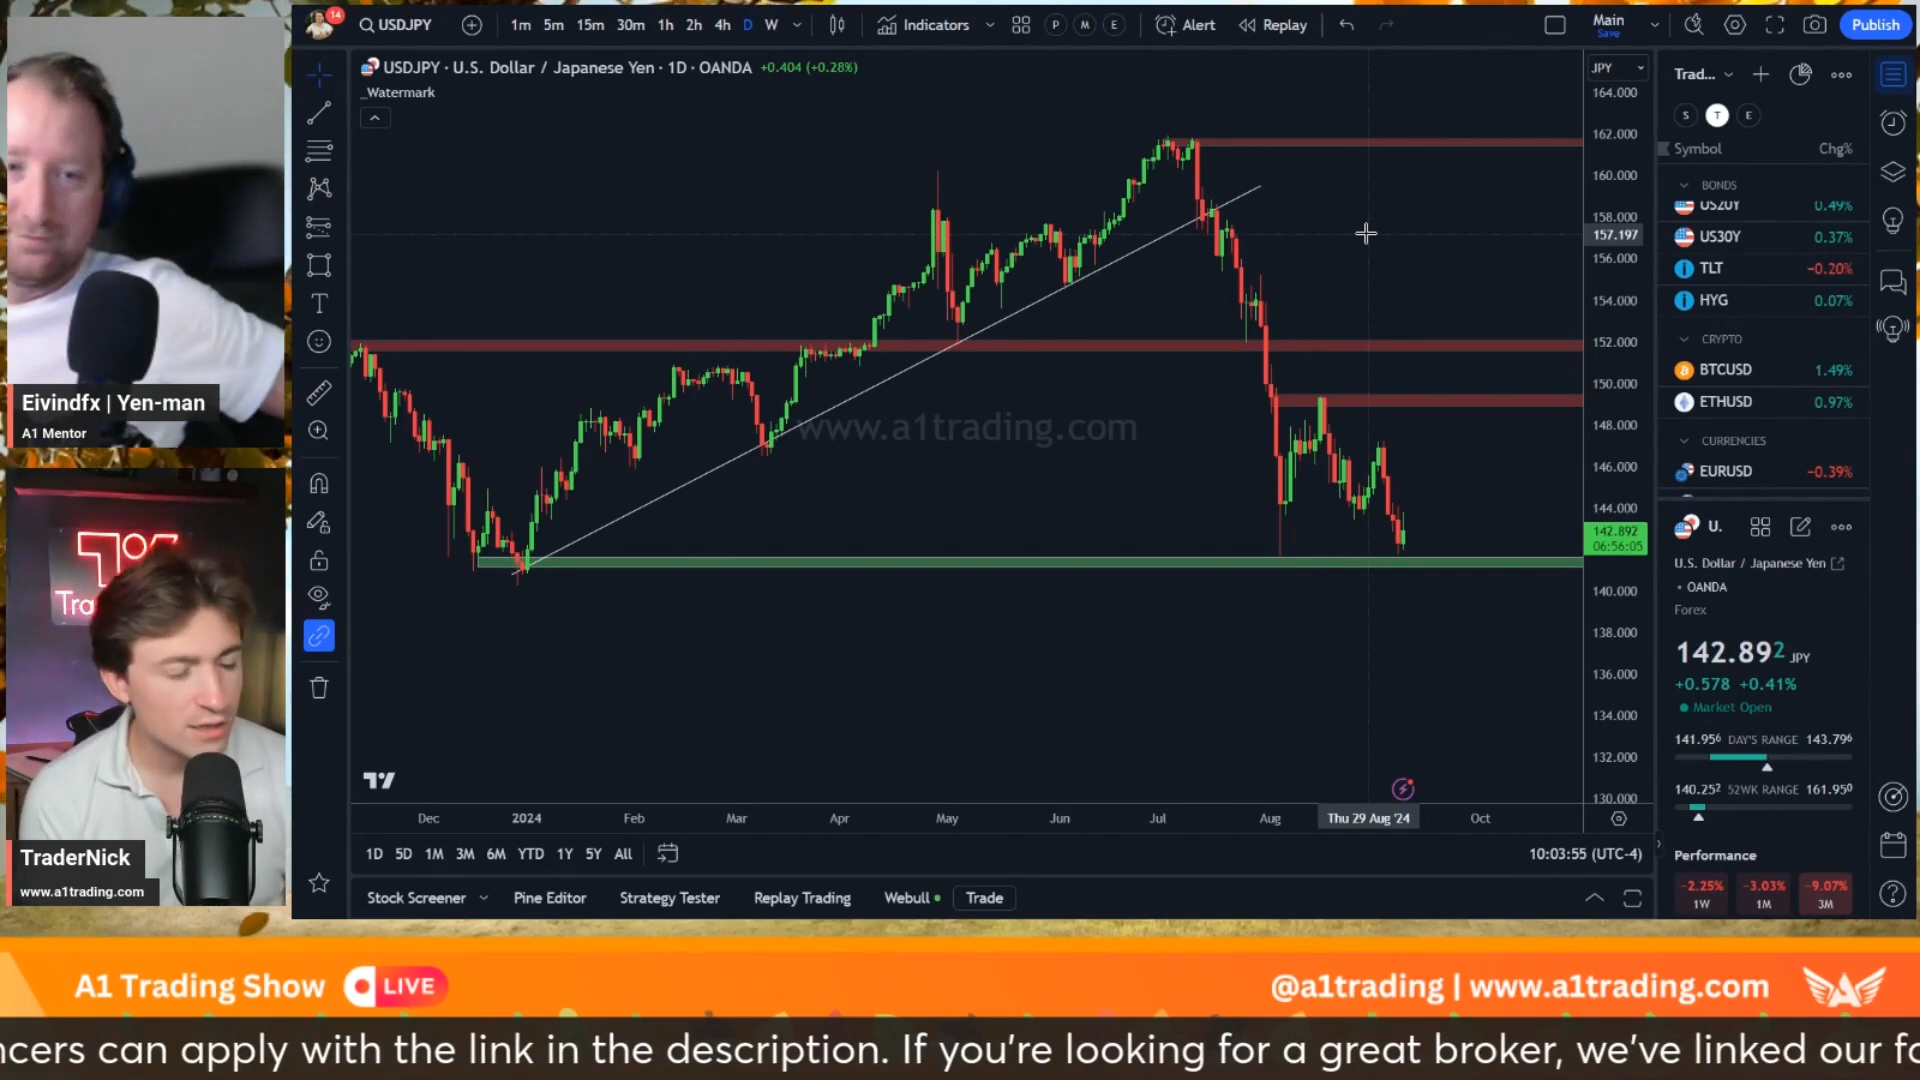 14
USDJPY
1m 5m 15m 30m 1h 2h 4h D W
Indicators
P M E
Alert
Replay
Main
Save
Publish
USDJPY · U.S. Dollar / Japanese Yen · 1D · OANDA +0.404 (+0.28%)
_Watermark
JPY
164.000
162.000
160.000
158.000
157.197
156.000
154.000
152.000
150.000
148.000
146.000
144.000
142.892
06:56:05
140.000
138.000
136.000
134.000
132.000
130.000
www.a1trading.com
Dec 2024 Feb Mar Apr May Jun Jul Aug Thu 29 Aug '24 Oct
1D 5D 1M 3M 6M YTD 1Y 5Y All
10:03:55 (UTC-4)
Stock Screener Pine Editor Strategy Tester Replay Trading Webull Trade
Trad...
S T E
Symbol Chg%
BONDS
US20Y 0.49%
US30Y 0.37%
TLT −0.20%
HYG 0.07%
CRYPTO
BTCUSD 1.49%
ETHUSD 0.97%
CURRENCIES
EURUSD −0.39%
U.
U.S. Dollar / Japanese Yen
• OANDA
Forex
142.892 JPY
+0.578 +0.41%
Market Open
141.956 DAY'S RANGE 143.796
140.252 52WK RANGE 161.950
Performance
-2.25% -3.03% -9.07%
1W 1M 3M
Eivindfx | Yen-man
A1 Mentor
Tra
TraderNick
www.a1trading.com
A1 Trading Show LIVE
@a1trading | www.a1trading.com
ncers can apply with the link in the description. If you're looking for a great broker, we've linked our fa